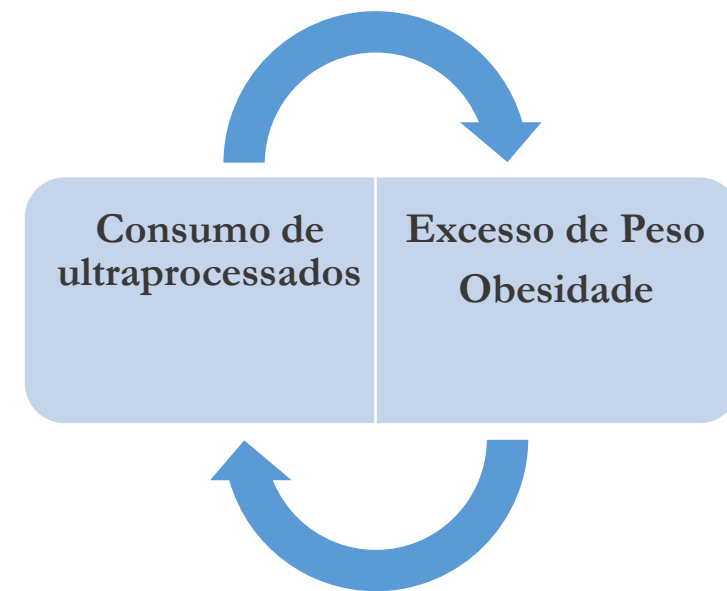 Consumo de
ultraprocessados
Excesso de Peso
Obesidade